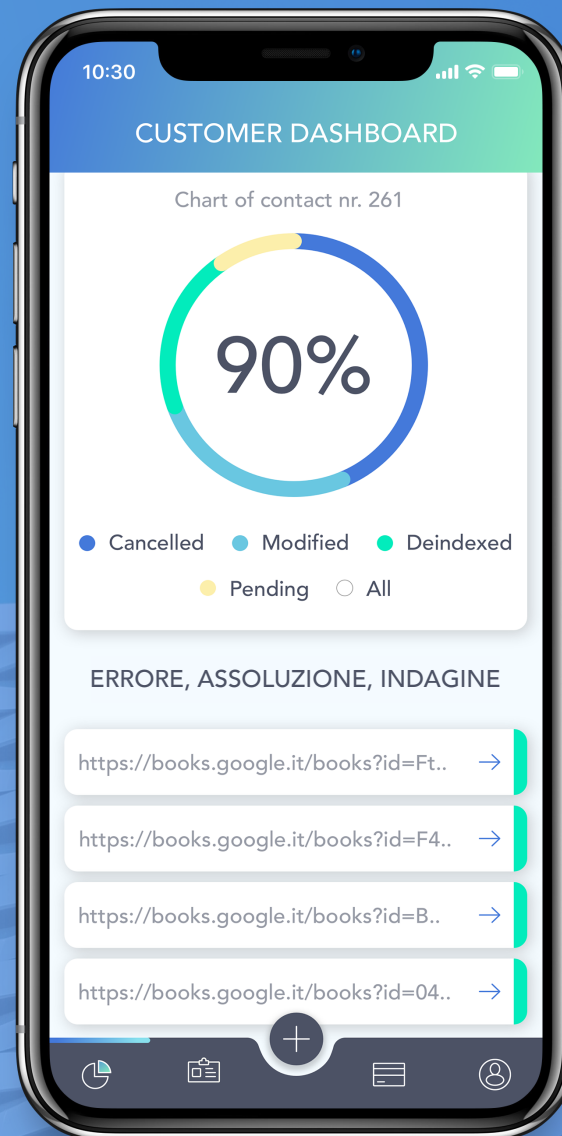 10:30
CUSTOMER DASHBOARD
Chart of contact nr. 261
90%
Cancelled Modified Deindexed
Pending All
ERRORE, ASSOLUZIONE, INDAGINE
https://books.google.it/books?id=Ft..
https://books.google.it/books?id=F4..
https://books.google.it/books?id=B..
https://books.google.it/books?id=04..